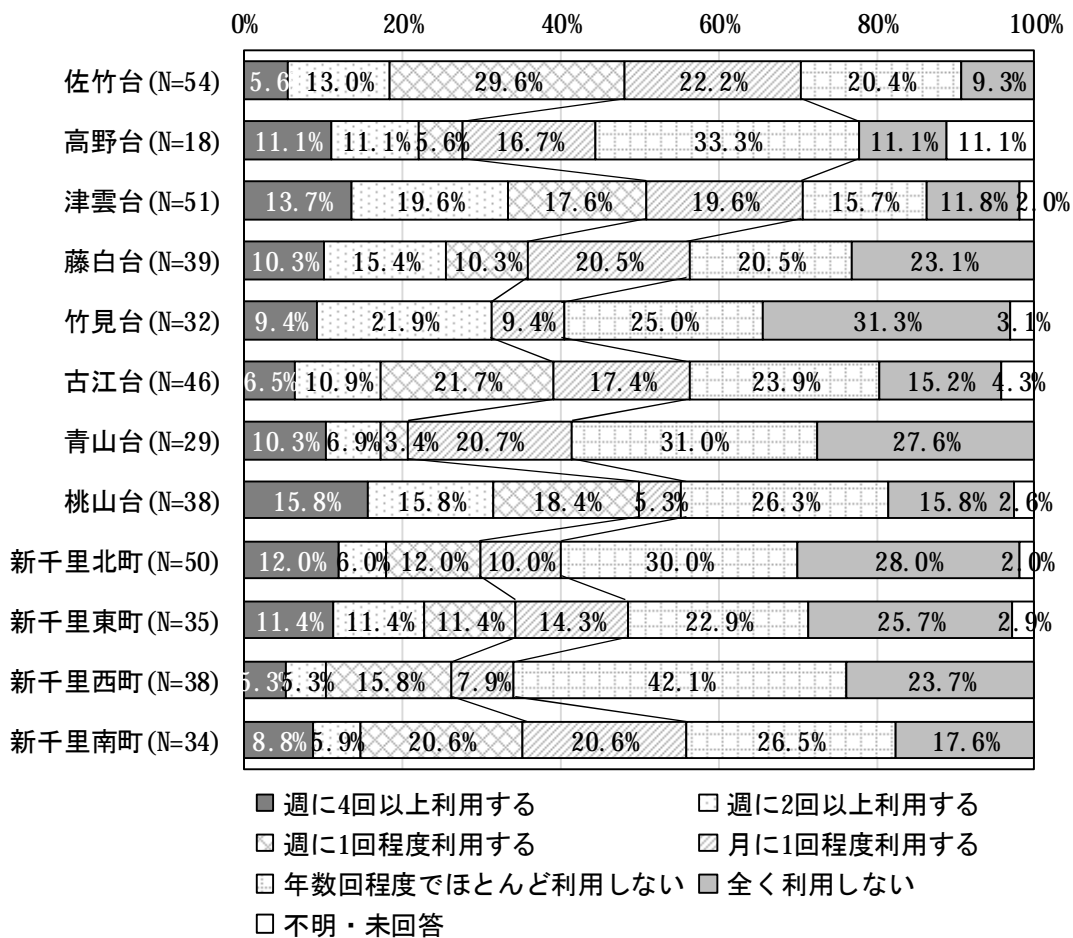 0% 20% 40% 60% 80% 100%
佐竹台(N=54) 5.6 13.0% 29.6% 22.2% 20.4% 9.3%
高野台(N=18) 11.1% 11.1% 5.6% 16.7% 33.3% 11.1% 11.1%
津雲台(N=51) 13.7% 19.6% 17.6% 19.6% 15.7% 11.8% 2.0%
藤白台(N=39) 10.3% 15.4% 10.3% 20.5% 20.5% 23.1%
竹見台(N=32) 9.4% 21.9% 9.4% 25.0% 31.3% 3.1%
古江台(N=46) 6.5% 10.9% 21.7% 17.4% 23.9% 15.2% 4.3%
青山台(N=29) 10.3% 6.9% 3.4% 20.7% 31.0% 27.6%
桃山台(N=38) 15.8% 15.8% 18.4% 5.3% 26.3% 15.8% 2.6%
新千里北町(N=50) 12.0% 6.0% 12.0% 10.0% 30.0% 28.0% 2.0%
新千里東町(N=35) 11.4% 11.4% 11.4% 14.3% 22.9% 25.7% 2.9%
新千里西町(N=38) 5.3% 5.3% 15.8% 7.9% 42.1% 23.7%
新千里南町(N=34) 8.8% 5.9% 20.6% 20.6% 26.5% 17.6%
週に4回以上利用する 週に2回以上利用する
週に1回程度利用する 月に1回程度利用する
年数回程度でほとんど利用しない 全く利用しない
不明・未回答